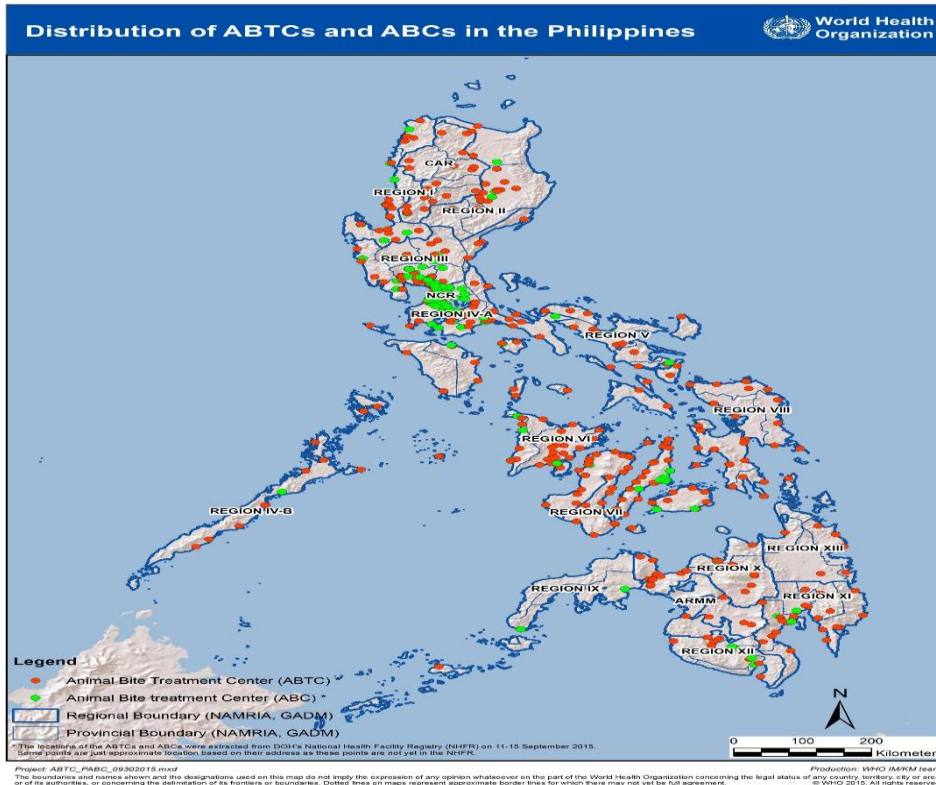 Distribution of ABTCs and ABCs in the Philippines
World Health
Organization
CAR
REGION I
REGION II
REGION III
NCR
REGION IV-A
REGION V
REGION VIII
REGION VI
REGION IV-B
REGION VII
REGION XIII
REGION X
REGION IX
REGION XI
ARMM
REGION XII
Legend
Animal Bite Treatment Center (ABTC) *
Animal Bite treatment Center (ABC) *
Regional Boundary (NAMRIA, GADM)
Provincial Boundary (NAMRIA, GADM)
* The locations of the ABTCs and ABCs were extracted from DOH's National Health Facility Registry (NHFR) on 11-15 September 2015.
Some points are just approximate location based on their address as these points are not yet in the NHFR.
N
0 50 100 200
Kilometer
Project: ABTC_PABC_09302015.mxd
Production: WHO IM/KM team
The boundaries and names shown and the designations used on this map do not imply the expression of any opinion whatsoever on the part of the World Health Organization concerning the legal status of any country, territory, city or area
or of its authorities, or concerning the delimitation of its frontiers or boundaries. Dotted lines on maps represent approximate border lines for which there may not yet be full agreement.
© WHO 2015. All rights reserved.